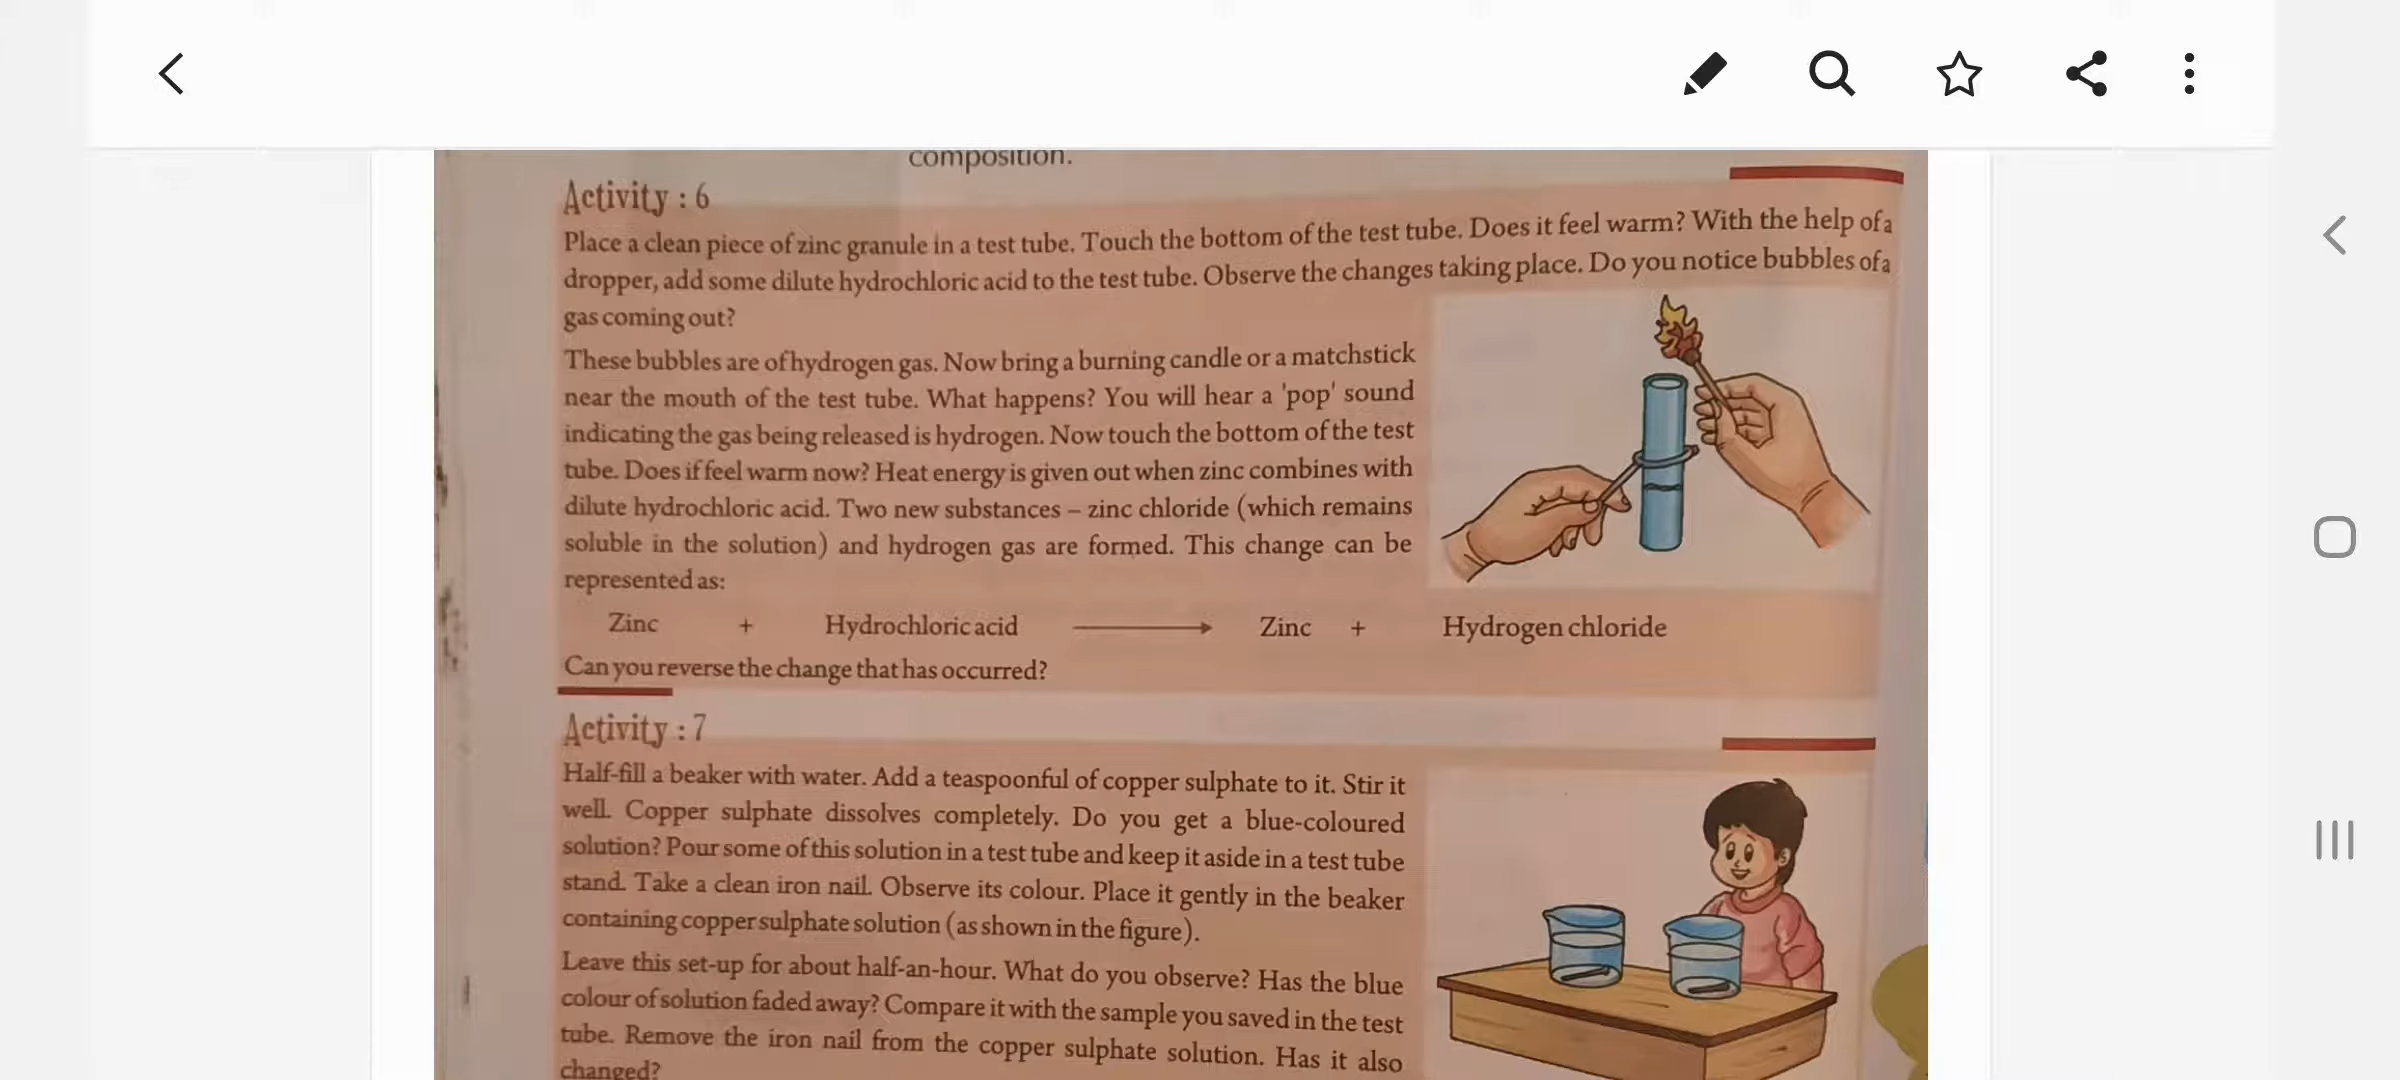 composition.
Activity : 6
Place a clean piece of zinc granule in a test tube. Touch the bottom of the test tube. Does it feel warm? With the help of a
dropper, add some dilute hydrochloric acid to the test tube. Observe the changes taking place. Do you notice bubbles of a
gas coming out?
These bubbles are of hydrogen gas. Now bring a burning candle or a matchstick
near the mouth of the test tube. What happens? You will hear a 'pop' sound
indicating the gas being released is hydrogen. Now touch the bottom of the test
tube. Does if feel warm now? Heat energy is given out when zinc combines with
dilute hydrochloric acid. Two new substances – zinc chloride (which remains
soluble in the solution) and hydrogen gas are formed. This change can be
represented as:
Zinc + Hydrochloric acid ⟶ Zinc + Hydrogen chloride
Can you reverse the change that has occurred?
Activity : 7
Half-fill a beaker with water. Add a teaspoonful of copper sulphate to it. Stir it
well. Copper sulphate dissolves completely. Do you get a blue-coloured
solution? Pour some of this solution in a test tube and keep it aside in a test tube
stand. Take a clean iron nail. Observe its colour. Place it gently in the beaker
containing copper sulphate solution (as shown in the figure).
Leave this set-up for about half-an-hour. What do you observe? Has the blue
colour of solution faded away? Compare it with the sample you saved in the test
tube. Remove the iron nail from the copper sulphate solution. Has it also
changed?